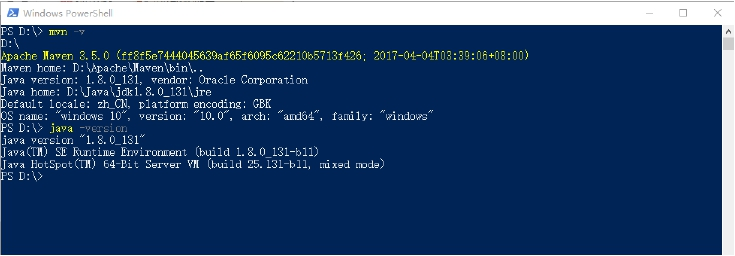 Windows PowerShell
PS D:\> mvn -v
D:\
Apache Maven 3.5.0 (ff8f5e7444045639af65f6095c62210b5713f426; 2017-04-04T03:39:06+08:00)
Maven home: D:\Apache\Maven\bin\..
Java version: 1.8.0_131, vendor: Oracle Corporation
Java home: D:\Java\jdk1.8.0_131\jre
Default locale: zh_CN, platform encoding: GBK
OS name: "windows 10", version: "10.0", arch: "amd64", family: "windows"
PS D:\> java -version
java version "1.8.0_131"
Java(TM) SE Runtime Environment (build 1.8.0_131-b11)
Java HotSpot(TM) 64-Bit Server VM (build 25.131-b11, mixed mode)
PS D:\>